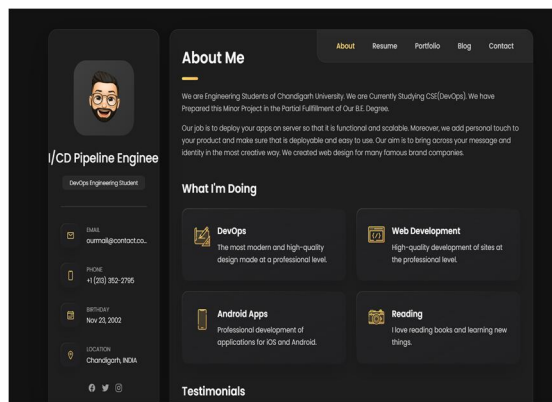 I/CD Pipeline Enginee
DevOps Engineering Student
EMAIL
ourmail@contact.co...
PHONE
+1 (213) 352-2795
BIRTHDAY
Nov 23, 2002
LOCATION
Chandigarh, INDIA
About Resume Portfolio Blog Contact
About Me
We are Engineering Students of Chandigarh University. We are Currently Studying CSE(DevOps). We have
Prepared this Minor Project in the Partial Fullfillment of Our B.E. Degree.
Our job is to deploy your apps on server so that it is functional and scalable. Moreover, we add personal touch to
your product and make sure that is deployable and easy to use. Our aim is to bring across your message and
identity in the most creative way. We created web design for many famous brand companies.
What I'm Doing
DevOps
The most modern and high-quality
design made at a professional level.
Web Development
High-quality development of sites at
the professional level.
Android Apps
Professional development of
applications for iOS and Android.
Reading
I love reading books and learning new
things.
Testimonials